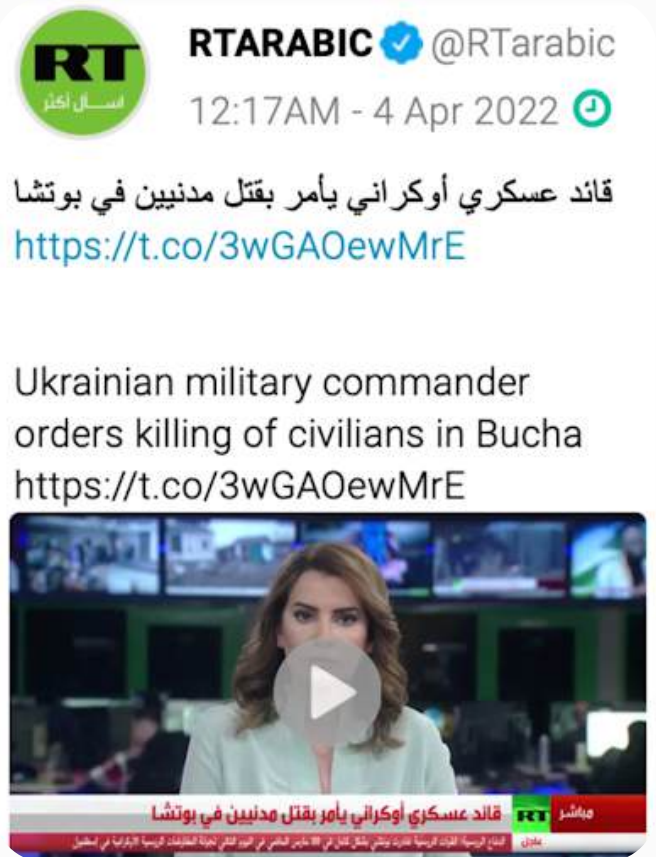 RT
اسأل أكثر
RTARABIC @RTarabic
12:17AM - 4 Apr 2022
قائد عسكري أوكراني يأمر بقتل مدنيين في بوتشا
https://t.co/3wGAOewMrE
Ukrainian military commander
orders killing of civilians in Bucha
https://t.co/3wGAOewMrE
مباشر RT قائد عسكري أوكراني يأمر بقتل مدنيين في بوتشا
عاجل